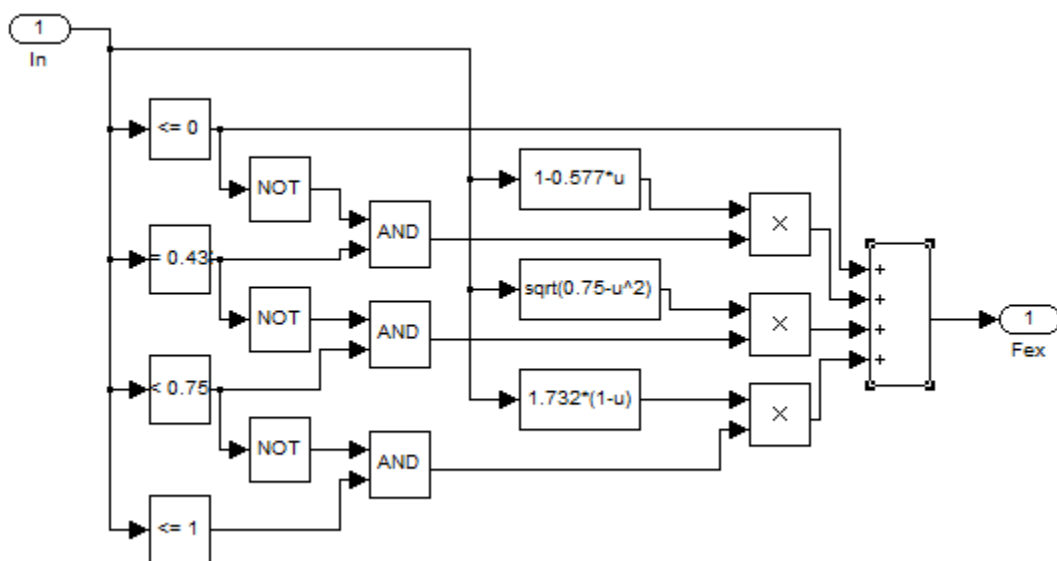 1
In
<= 0
NOT
1-0.577*u
AND
×
= 0.43
+
sqrt(0.75-u^2)
+
1
NOT
AND
×
+
Fex
+
< 0.75
1.732*(1-u)
×
NOT
AND
<= 1